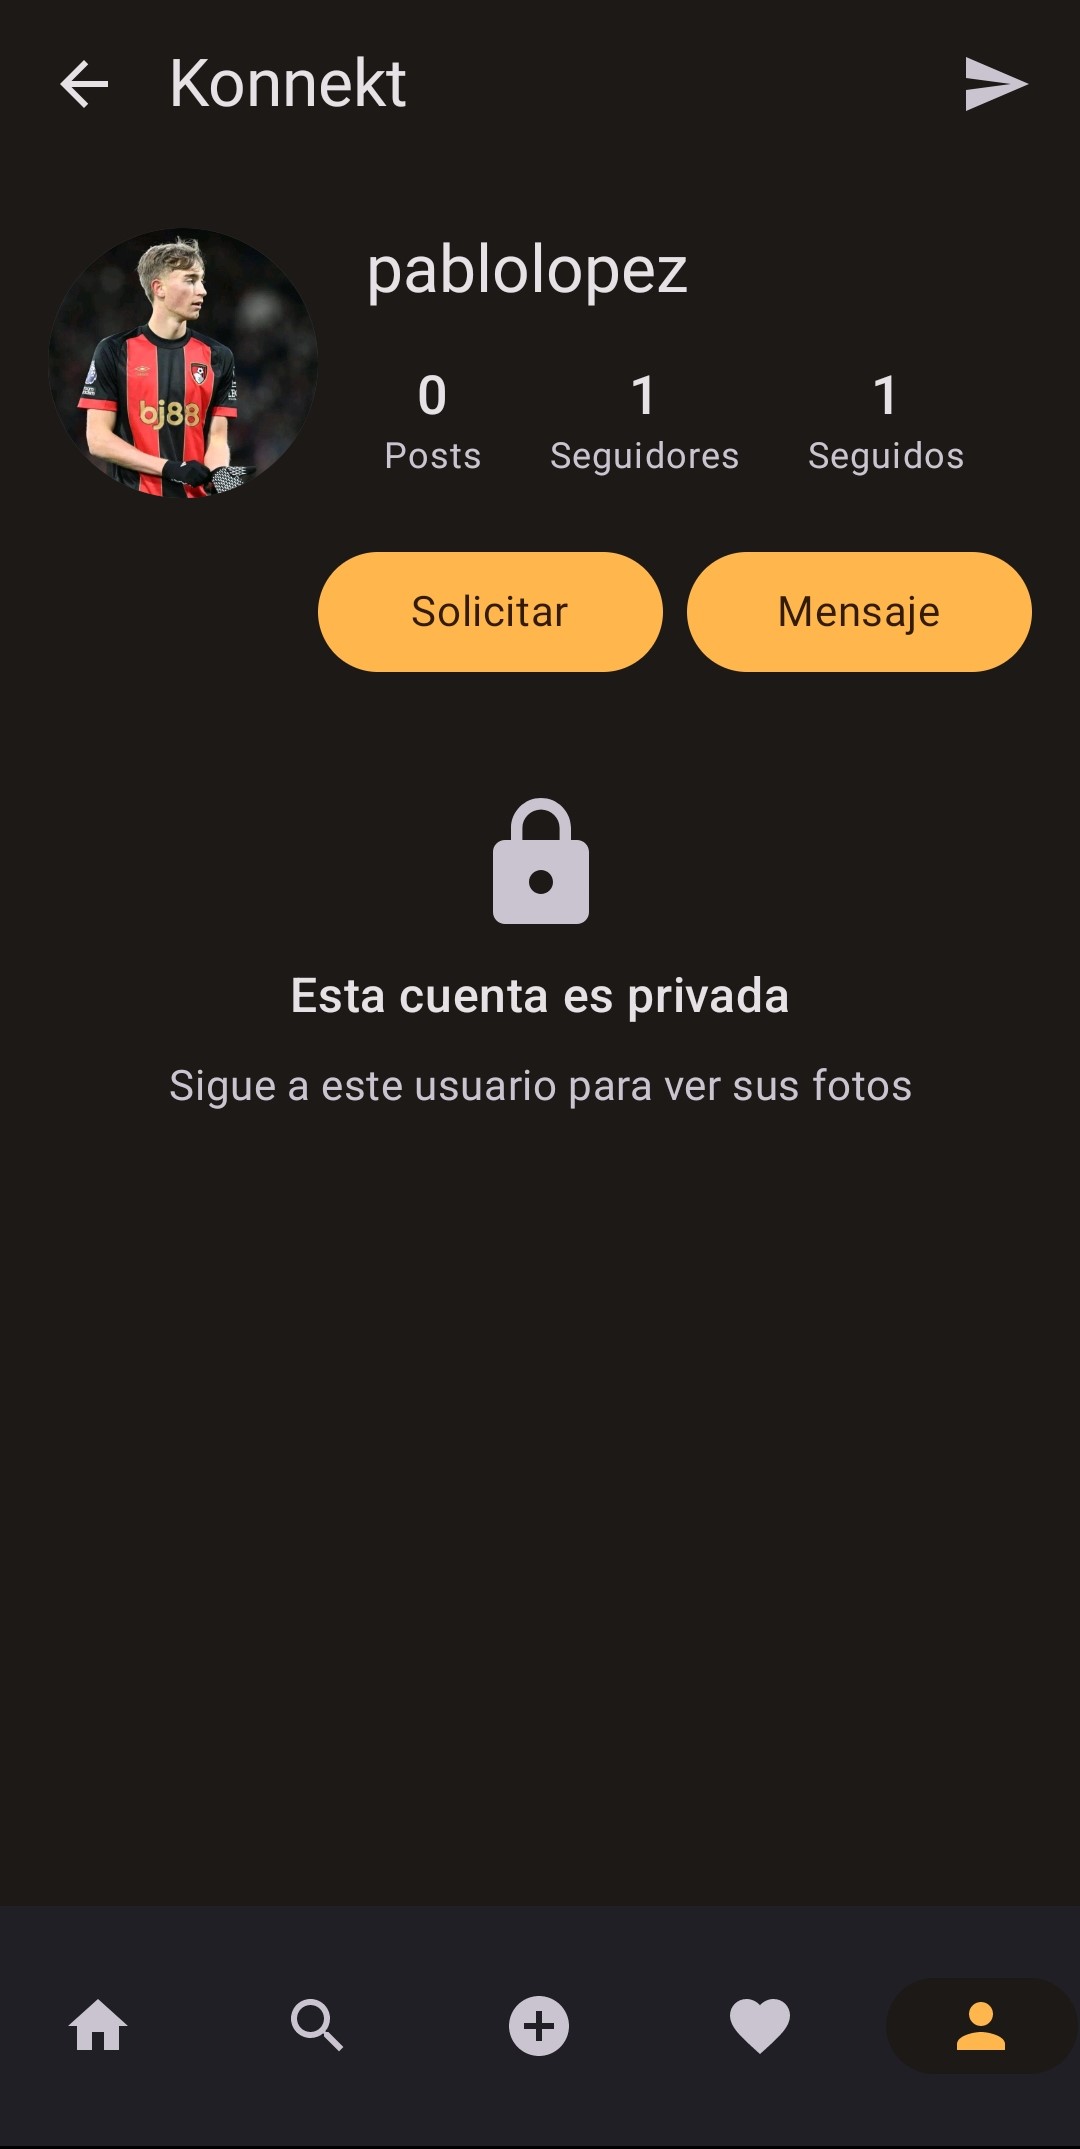 Konnekt
pablolopez
0 1 1
Posts Seguidores Seguidos
bj88
Solicitar Mensaje
Esta cuenta es privada
Sigue a este usuario para ver sus fotos